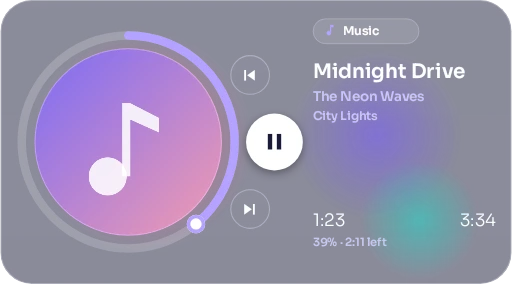 Music
Midnight Drive
The Neon Waves
City Lights
1:23
3:34
39% · 2:11 left